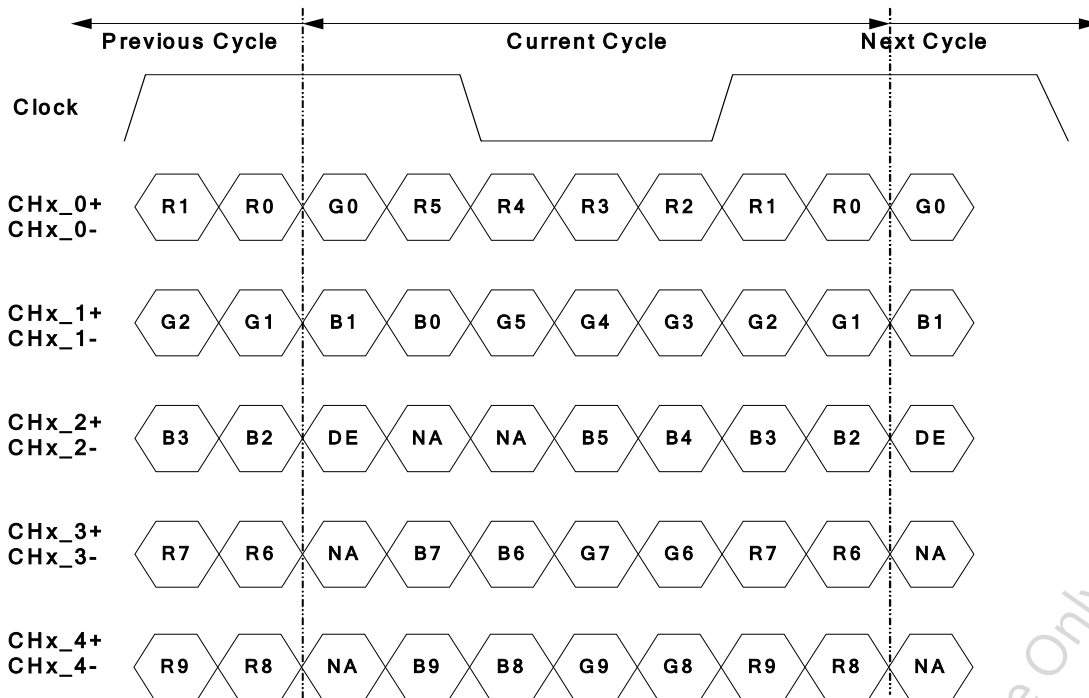 Previous Cycle Current Cycle Next Cycle
Clock
CHx_0+
CHx_0-
R1 R0 G0 R5 R4 R3 R2 R1 R0 G0
CHx_1+
CHx_1-
G2 G1 B1 B0 G5 G4 G3 G2 G1 B1
CHx_2+
CHx_2-
B3 B2 DE NA NA B5 B4 B3 B2 DE
CHx_3+
CHx_3-
R7 R6 NA B7 B6 G7 G6 R7 R6 NA
CHx_4+
CHx_4-
R9 R8 NA B9 B8 G9 G8 R9 R8 NA
Only